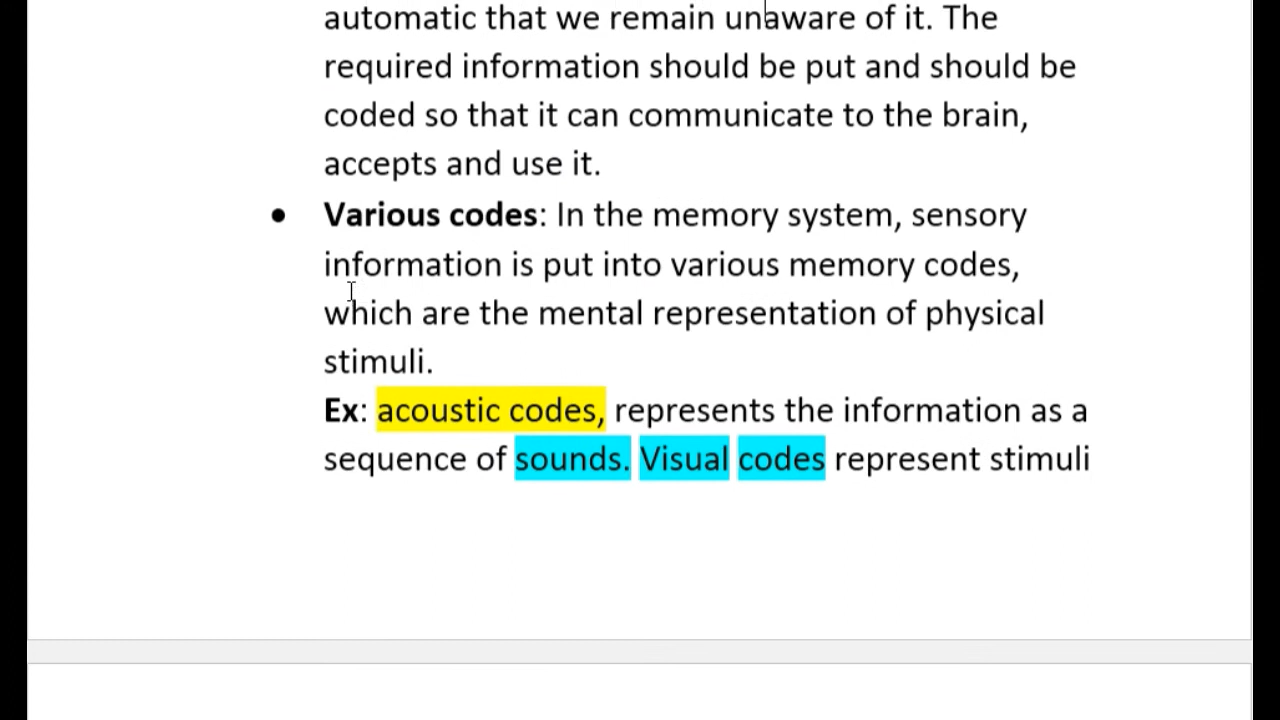 automatic that we remain unaware of it. The
required information should be put and should be
coded so that it can communicate to the brain,
accepts and use it.
• Various codes: In the memory system, sensory
information is put into various memory codes,
which are the mental representation of physical
stimuli.
Ex: acoustic codes, represents the information as a
sequence of sounds. Visual codes represent stimuli